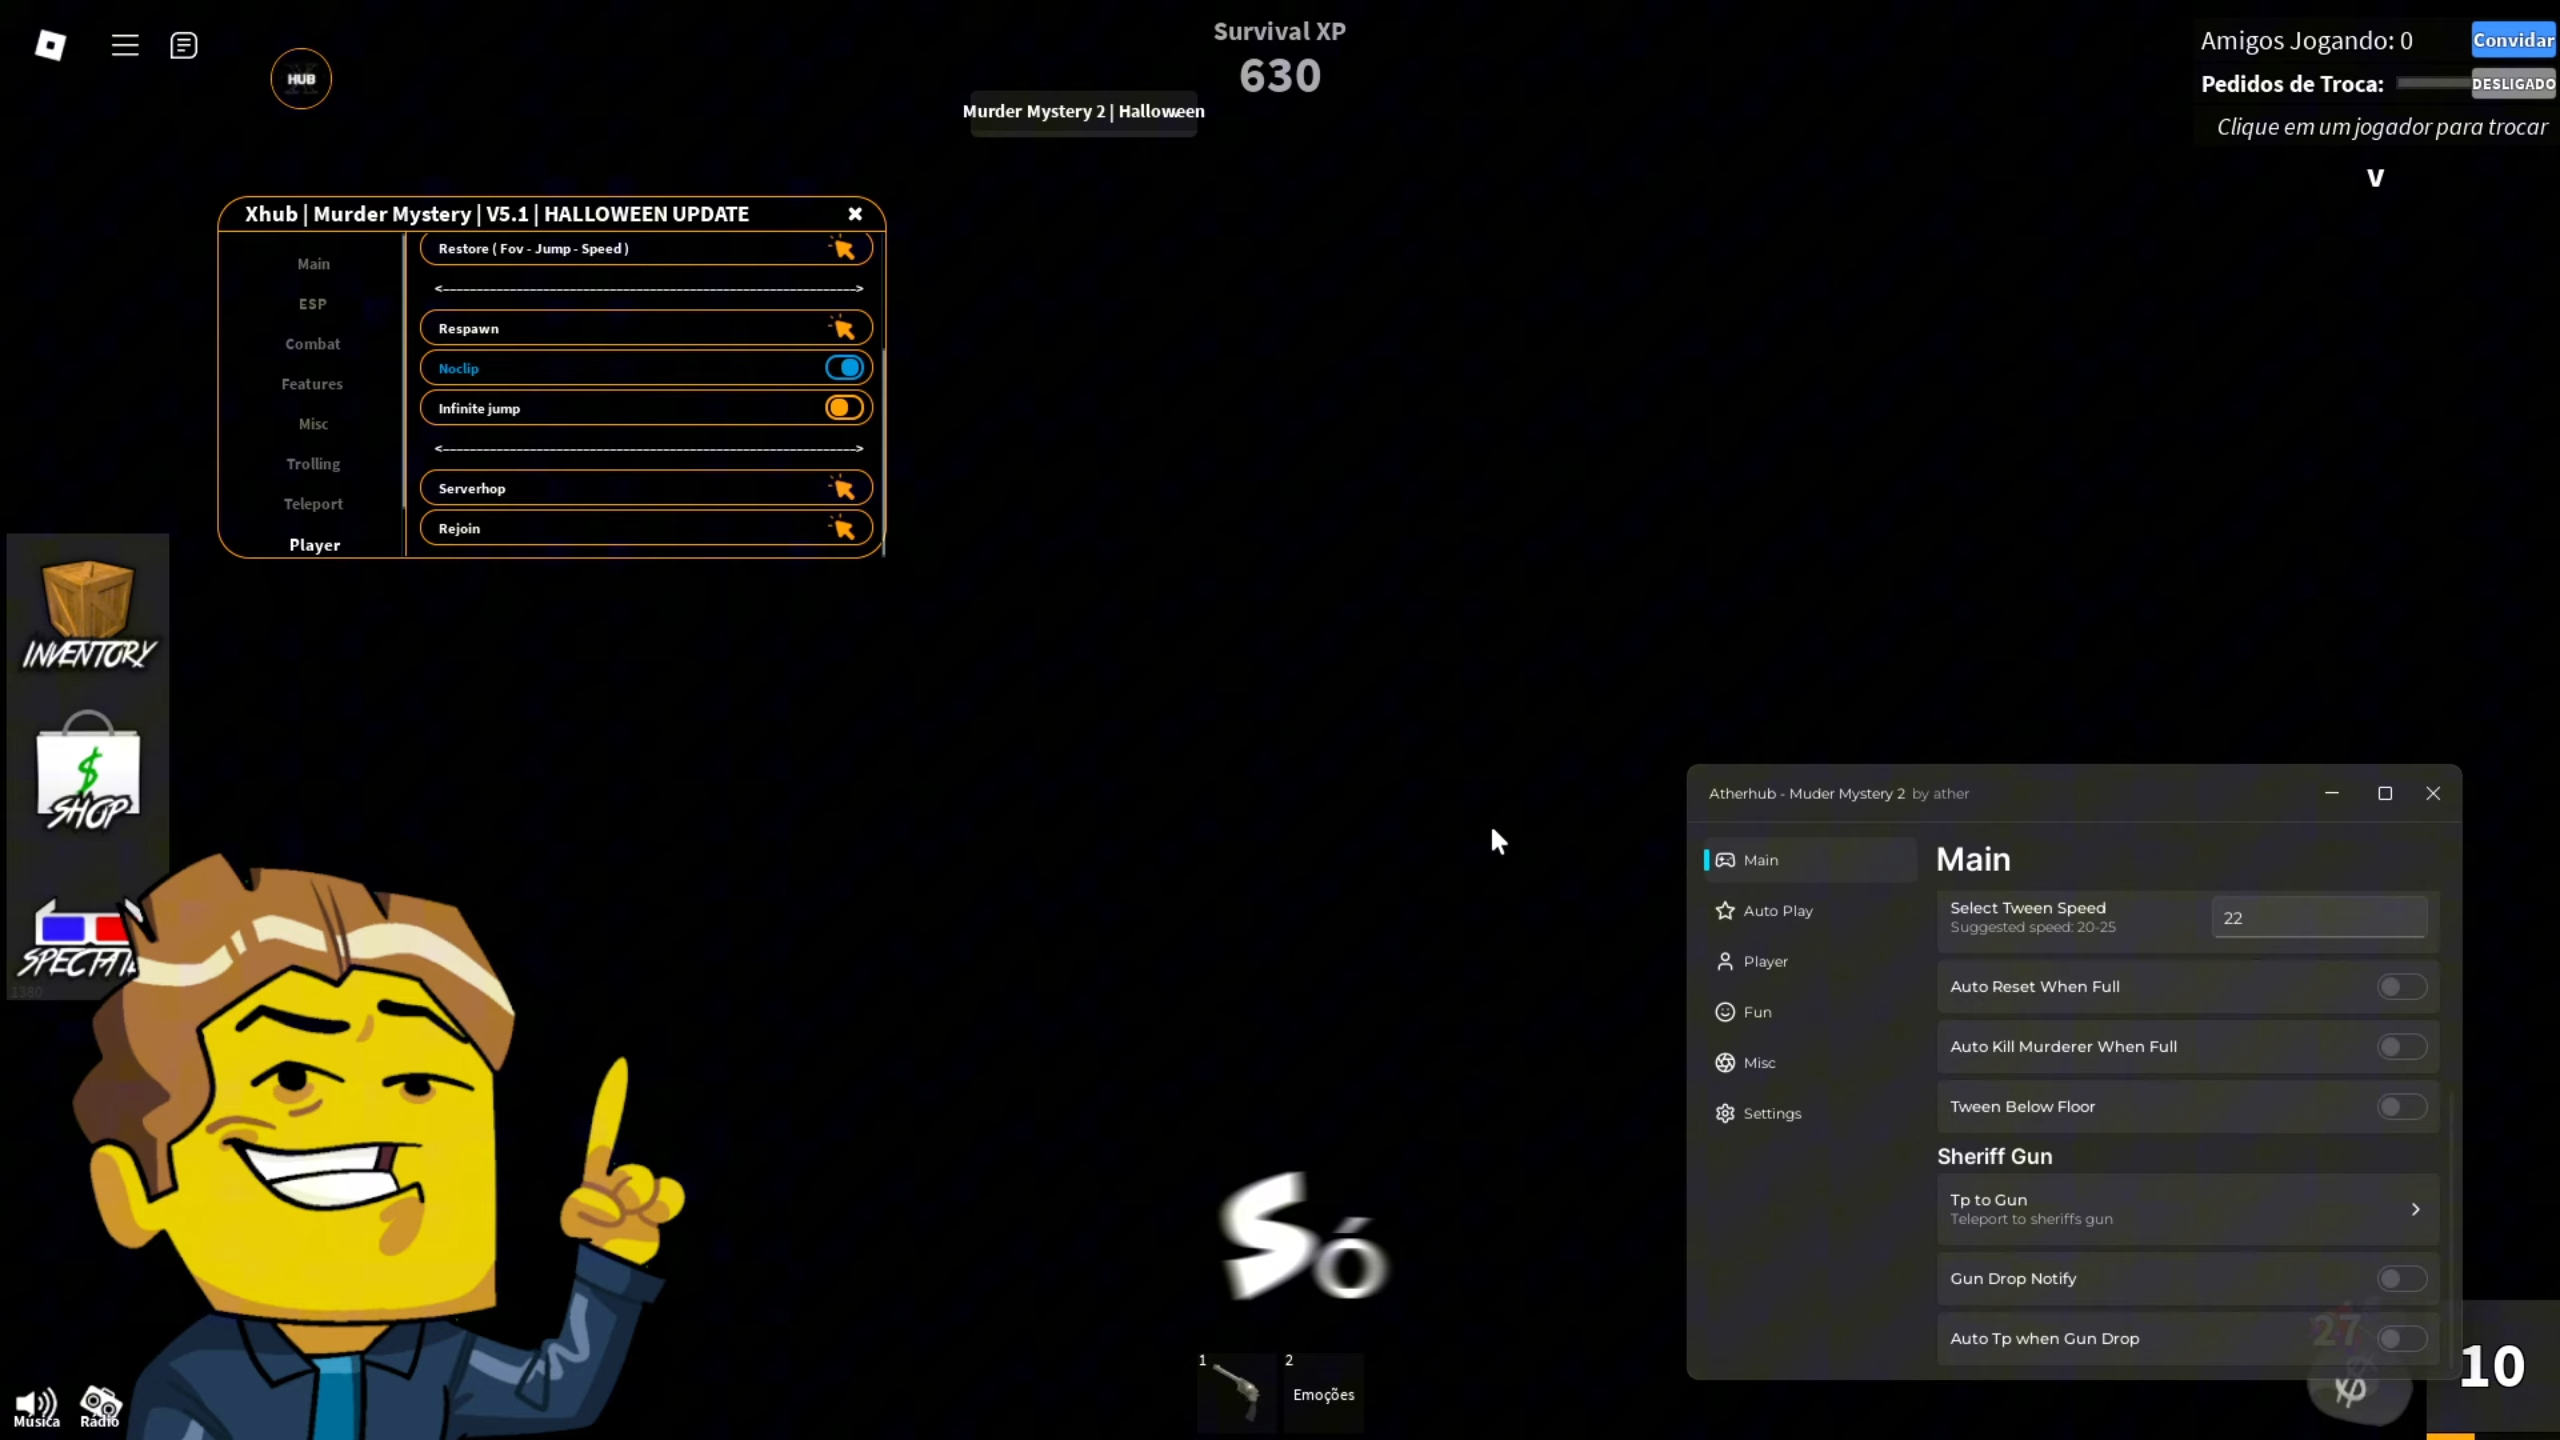 Survival XP
630
Murder Mystery 2 | Halloween
HUB
Amigos Jogando: 0
Convidar
Pedidos de Troca:
DESLIGADO
Clique em um jogador para trocar
v
Xhub | Murder Mystery | V5.1 | HALLOWEEN UPDATE
Main
ESP
Combat
Features
Misc
Trolling
Teleport
Player
Restore ( Fov - Jump - Speed )
Respawn
Noclip
Infinite jump
Serverhop
Rejoin
INVENTORY
$
SHOP
1380
Música
Rádio
Só
1
2
Emoções
Atherhub - Muder Mystery 2 by ather
Main
Auto Play
Player
Fun
Misc
Settings
Main
Select Tween Speed
Suggested speed: 20-25
22
Auto Reset When Full
Auto Kill Murderer When Full
Tween Below Floor
Sheriff Gun
Tp to Gun
Teleport to sheriffs gun
Gun Drop Notify
Auto Tp when Gun Drop
27
10